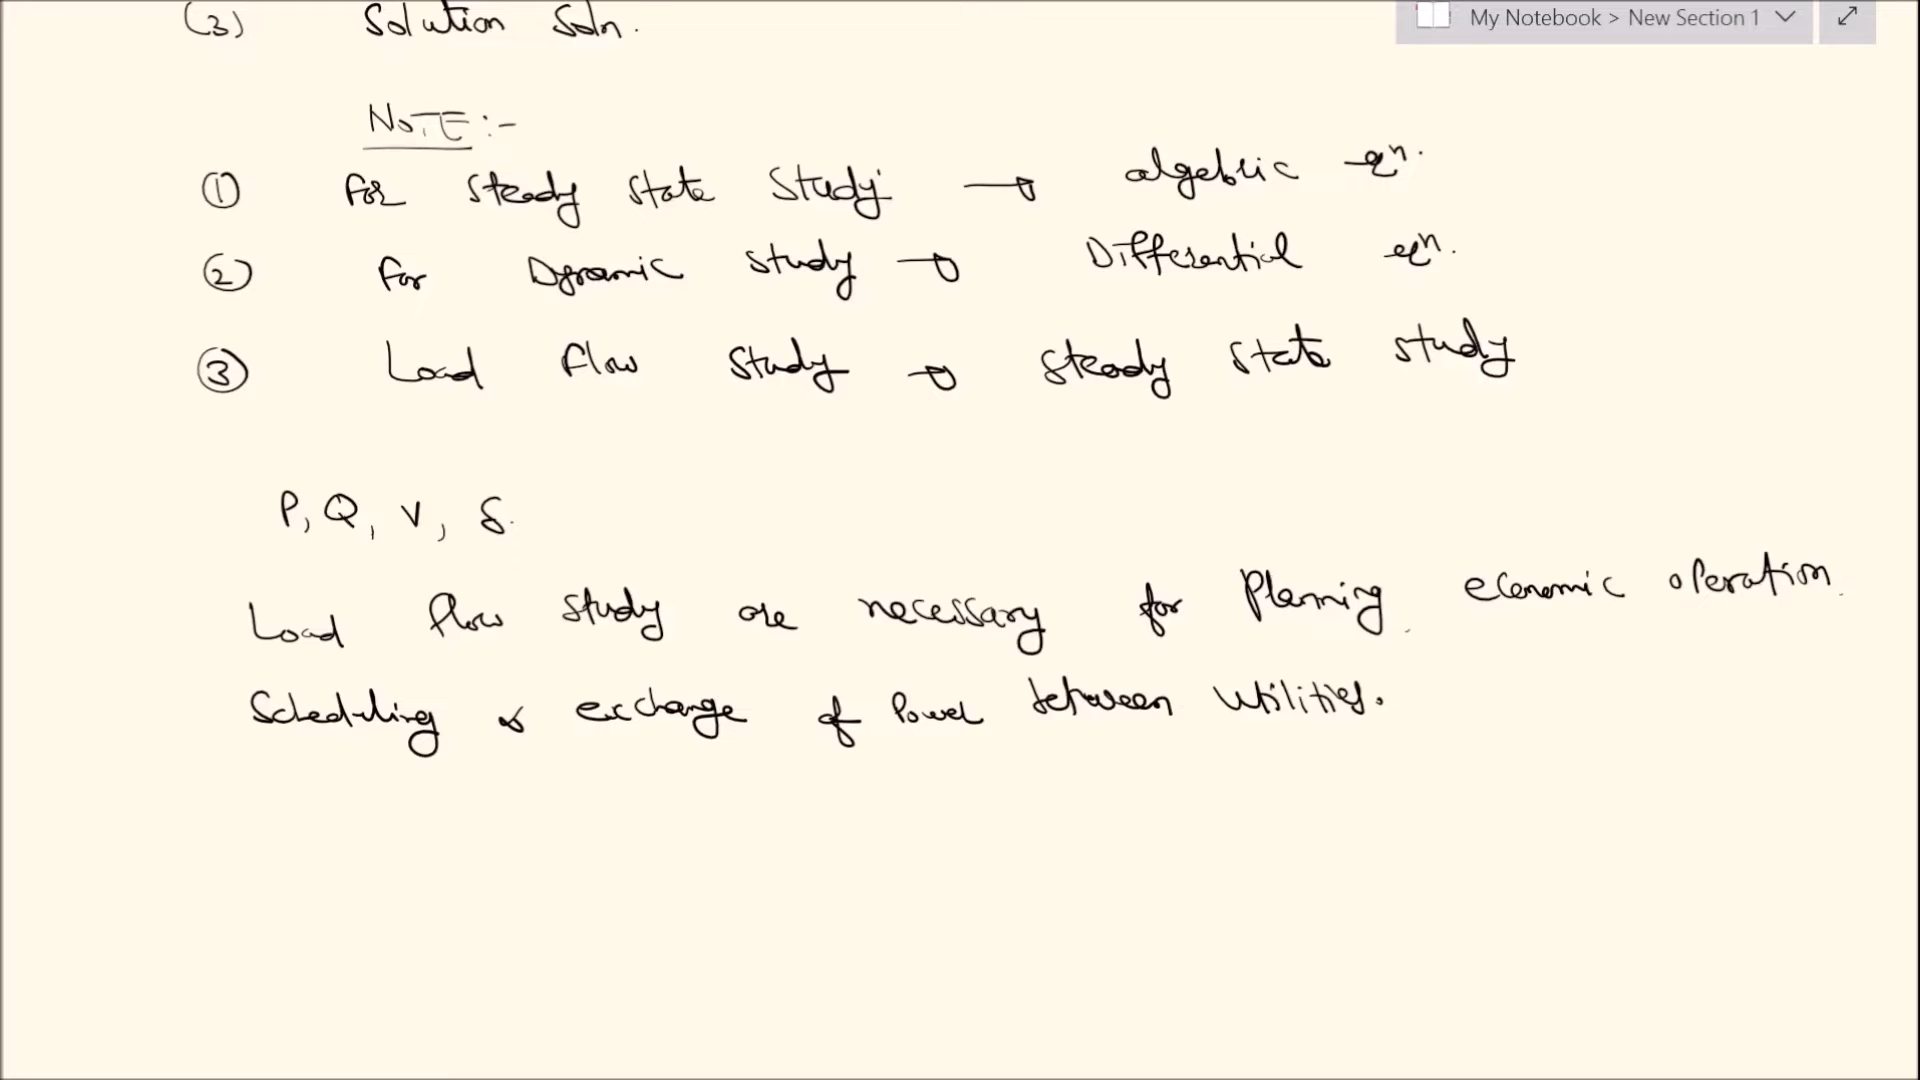 My Notebook > New Section 1
(3) Solution Soln.
NOTE :-
① For Steady State Study → algebric eqⁿ.
② For Dynamic study → Differential eqⁿ.
③ Load Flow Study → Steady State study
P, Q, V, δ.
Load flow study are necessary for Planning, economic operation.
Scheduling & exchange of Power between Utilities.